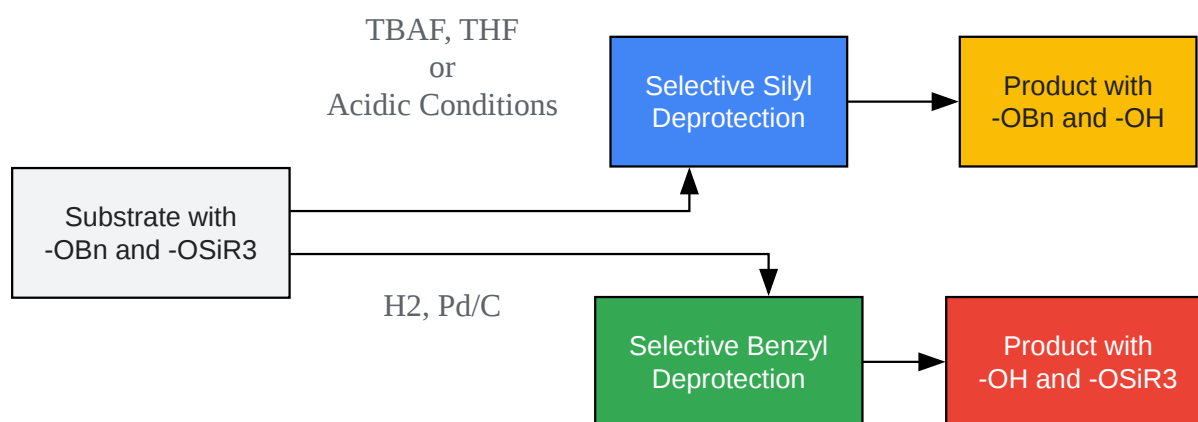 TBAF, THF
or
Acidic Conditions
Selective Silyl
Deprotection
Product with
-OBn and -OH
Substrate with
-OBn and -OSiR3
H2, Pd/C
Selective Benzyl
Deprotection
Product with
-OH and -OSiR3